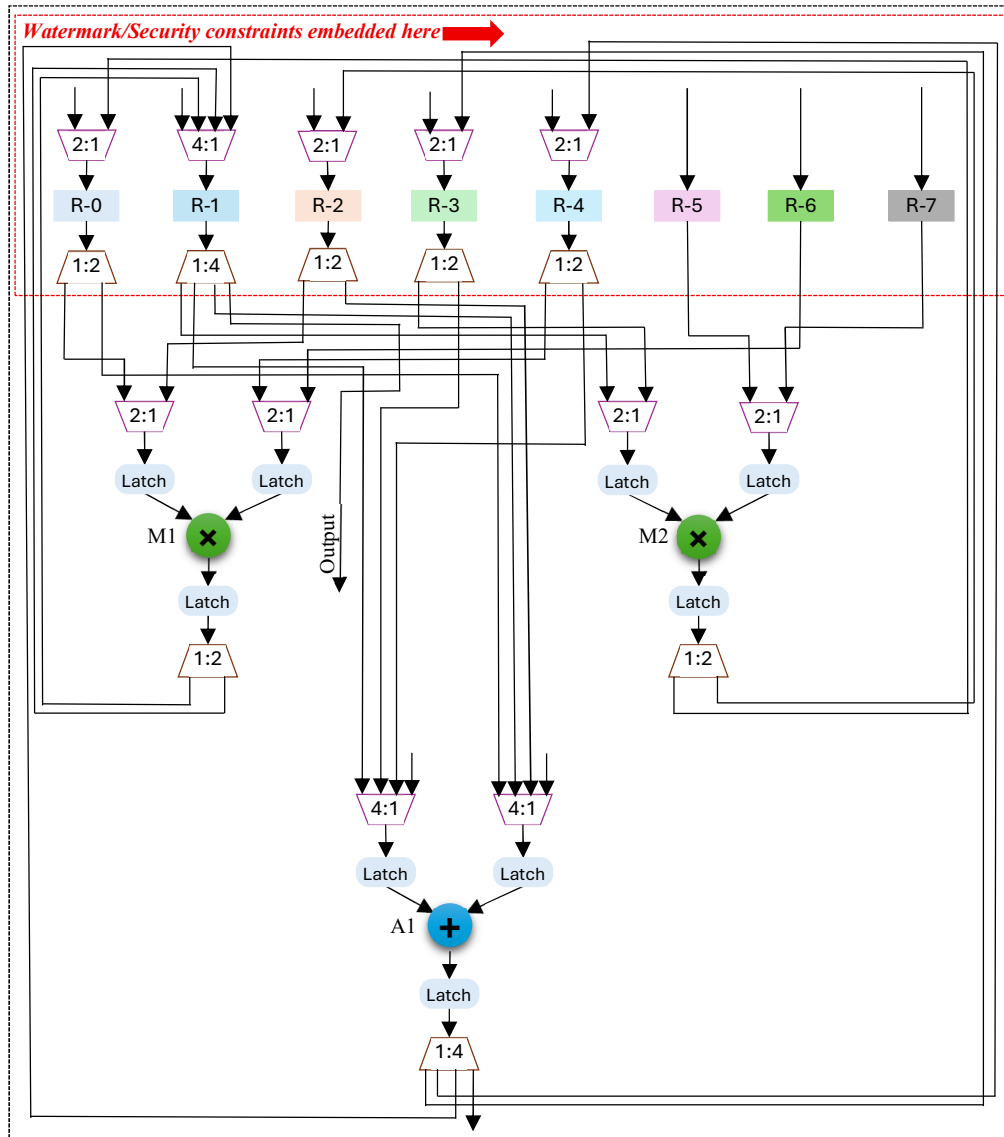 Watermark/Security constraints embedded here
2:1 4:1 2:1 2:1 2:1
R-0 R-1 R-2 R-3 R-4 R-5 R-6 R-7
1:2 1:4 1:2 1:2 1:2
2:1 2:1 2:1 2:1
Latch Latch Latch Latch
M1 × Output M2 ×
Latch Latch
1:2 1:2
4:1 4:1
Latch Latch
A1 +
Latch
1:4